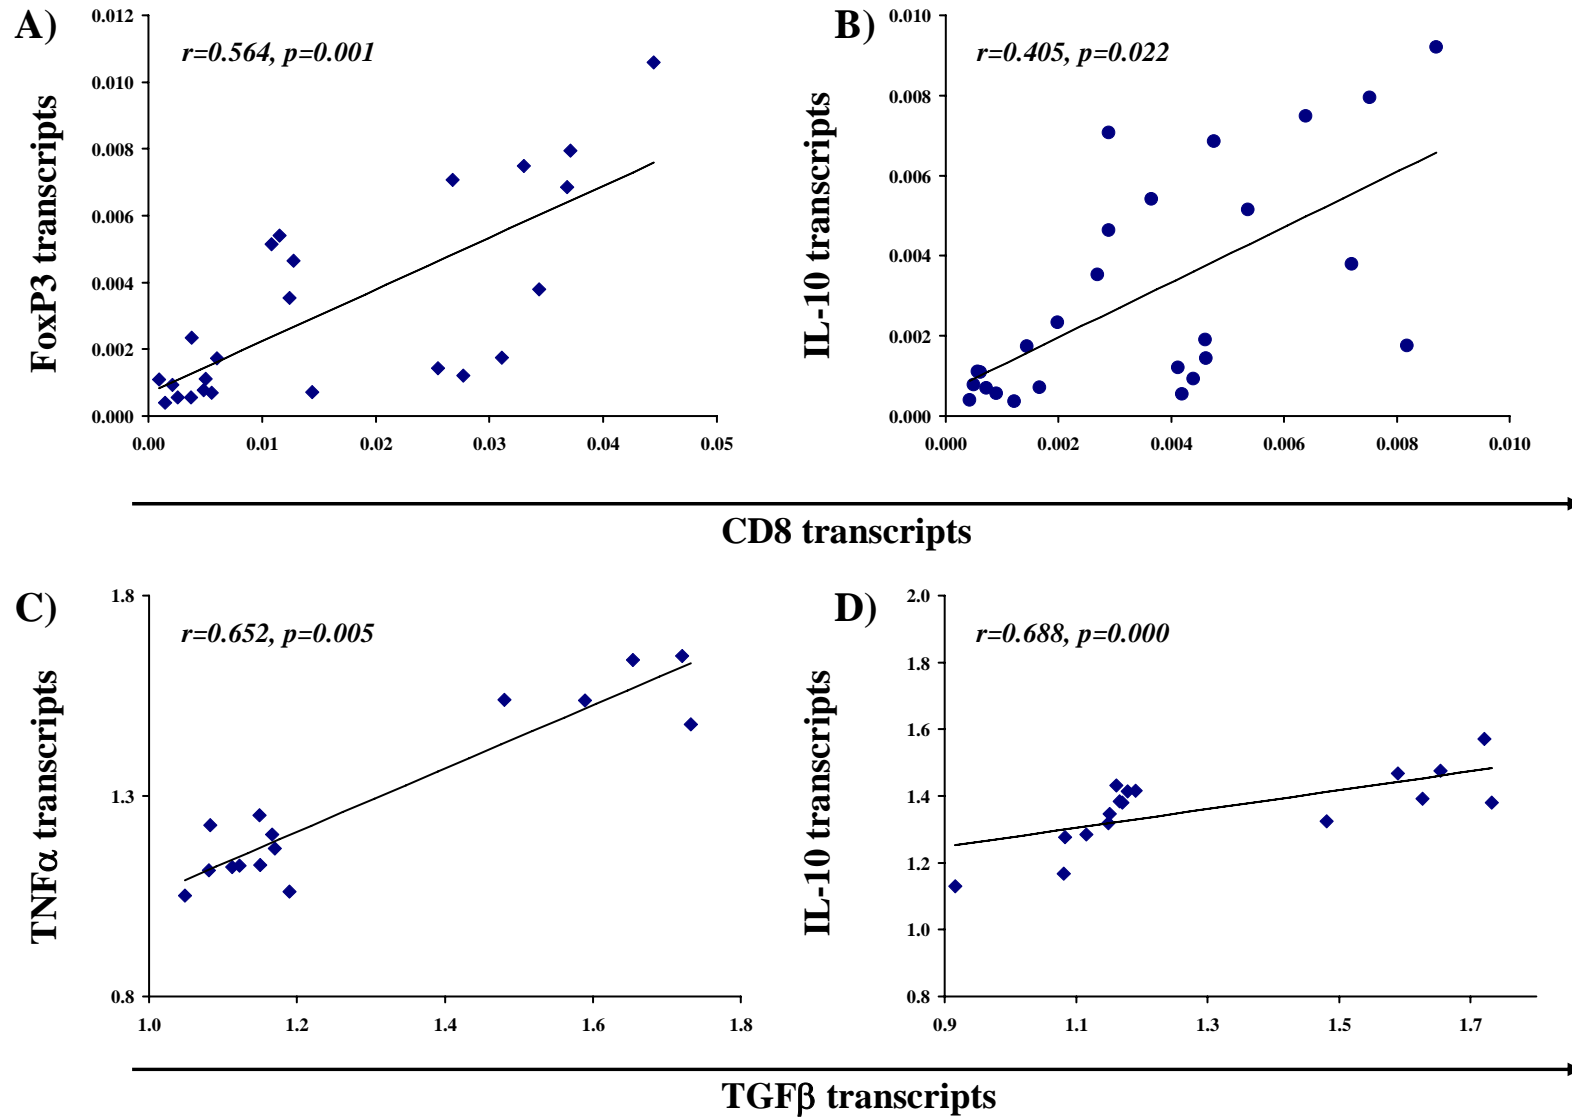 A)
r=0.564, p=0.001
FoxP3 transcripts
0.012
0.010
0.008
0.006
0.004
0.002
0.000
0.00 0.01 0.02 0.03 0.04 0.05
B)
r=0.405, p=0.022
IL-10 transcripts
0.010
0.008
0.006
0.004
0.002
0.000
0.000 0.002 0.004 0.006 0.008 0.010
CD8 transcripts
C)
r=0.652, p=0.005
TNFα transcripts
1.8
1.3
0.8
1.0 1.2 1.4 1.6 1.8
D)
r=0.688, p=0.000
IL-10 transcripts
2.0
1.8
1.6
1.4
1.2
1.0
0.8
0.9 1.1 1.3 1.5 1.7
TGFβ transcripts